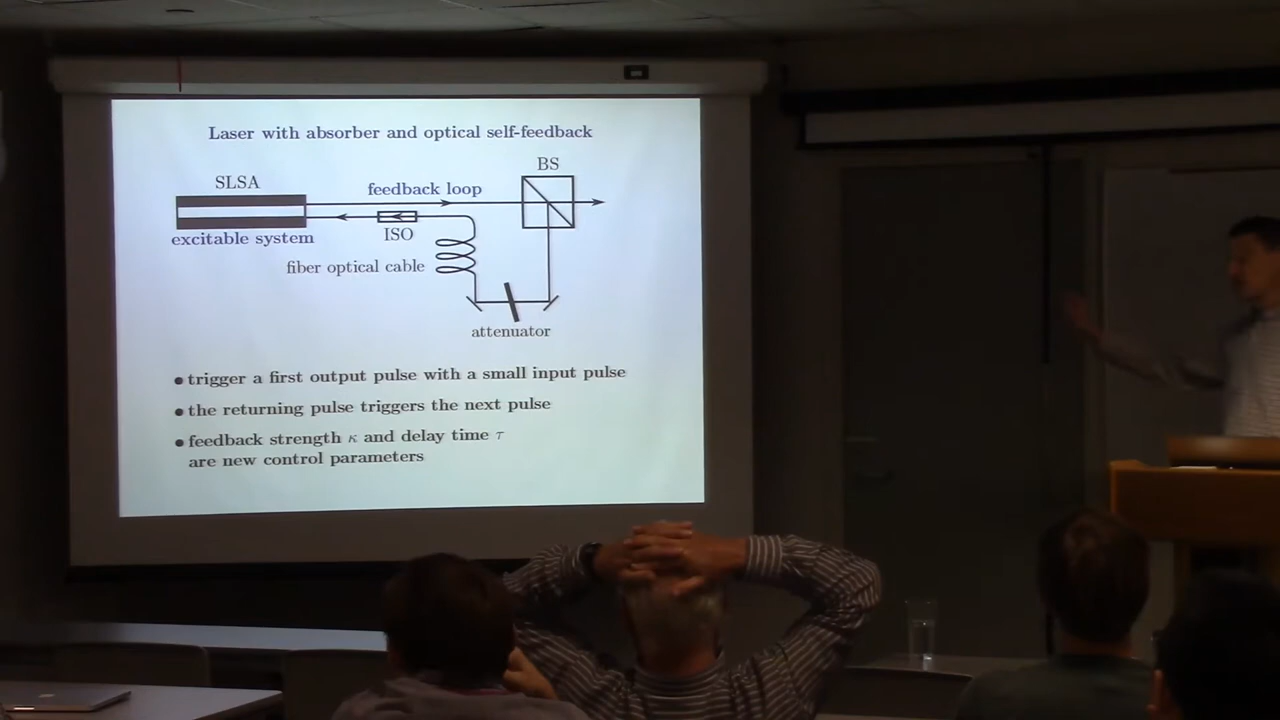 Laser with absorber and optical self-feedback
BS
SLSA
feedback loop
excitable system
ISO
fiber optical cable
attenuator
• trigger a first output pulse with a small input pulse
• the returning pulse triggers the next pulse
• feedback strength κ and delay time τ
are new control parameters